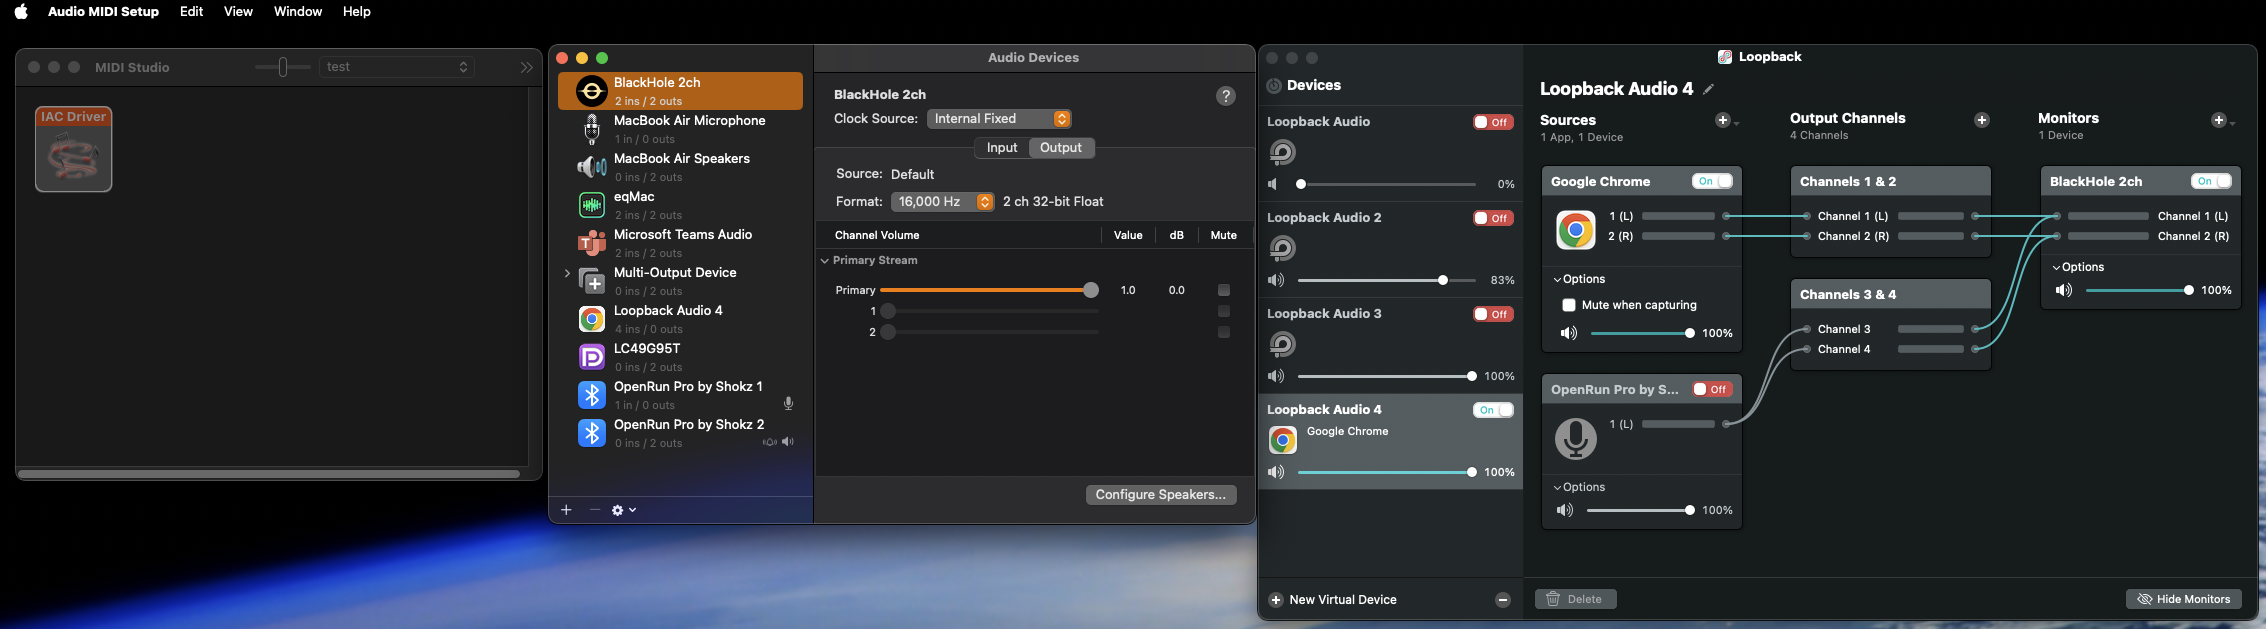 Audio MIDI Setup Edit View Window Help
MIDI Studio
test
IAC Driver
Audio Devices
BlackHole 2ch
2 ins / 2 outs
MacBook Air Microphone
1 in / 0 outs
MacBook Air Speakers
0 ins / 2 outs
eqMac
2 ins / 2 outs
Microsoft Teams Audio
2 ins / 2 outs
Multi-Output Device
0 ins / 2 outs
Loopback Audio 4
4 ins / 0 outs
LC49G95T
0 ins / 2 outs
OpenRun Pro by Shokz 1
1 in / 0 outs
OpenRun Pro by Shokz 2
0 ins / 2 outs
BlackHole 2ch
?
Clock Source: Internal Fixed
Input Output
Source: Default
Format: 16,000 Hz 2 ch 32-bit Float
Channel Volume Value dB Mute
Primary Stream
Primary 1.0 0.0
1
2
Configure Speakers...
Loopback
Devices
Loopback Audio Off
0%
Loopback Audio 2 Off
83%
Loopback Audio 3 Off
100%
Loopback Audio 4 On
Google Chrome
100%
New Virtual Device
Loopback Audio 4
Sources
1 App, 1 Device
Google Chrome On
1 (L)
2 (R)
Options
Mute when capturing
100%
OpenRun Pro by S... Off
1 (L)
Options
100%
Output Channels
4 Channels
Channels 1 & 2
Channel 1 (L)
Channel 2 (R)
Channels 3 & 4
Channel 3
Channel 4
Monitors
1 Device
BlackHole 2ch On
Channel 1 (L)
Channel 2 (R)
Options
100%
Delete
Hide Monitors